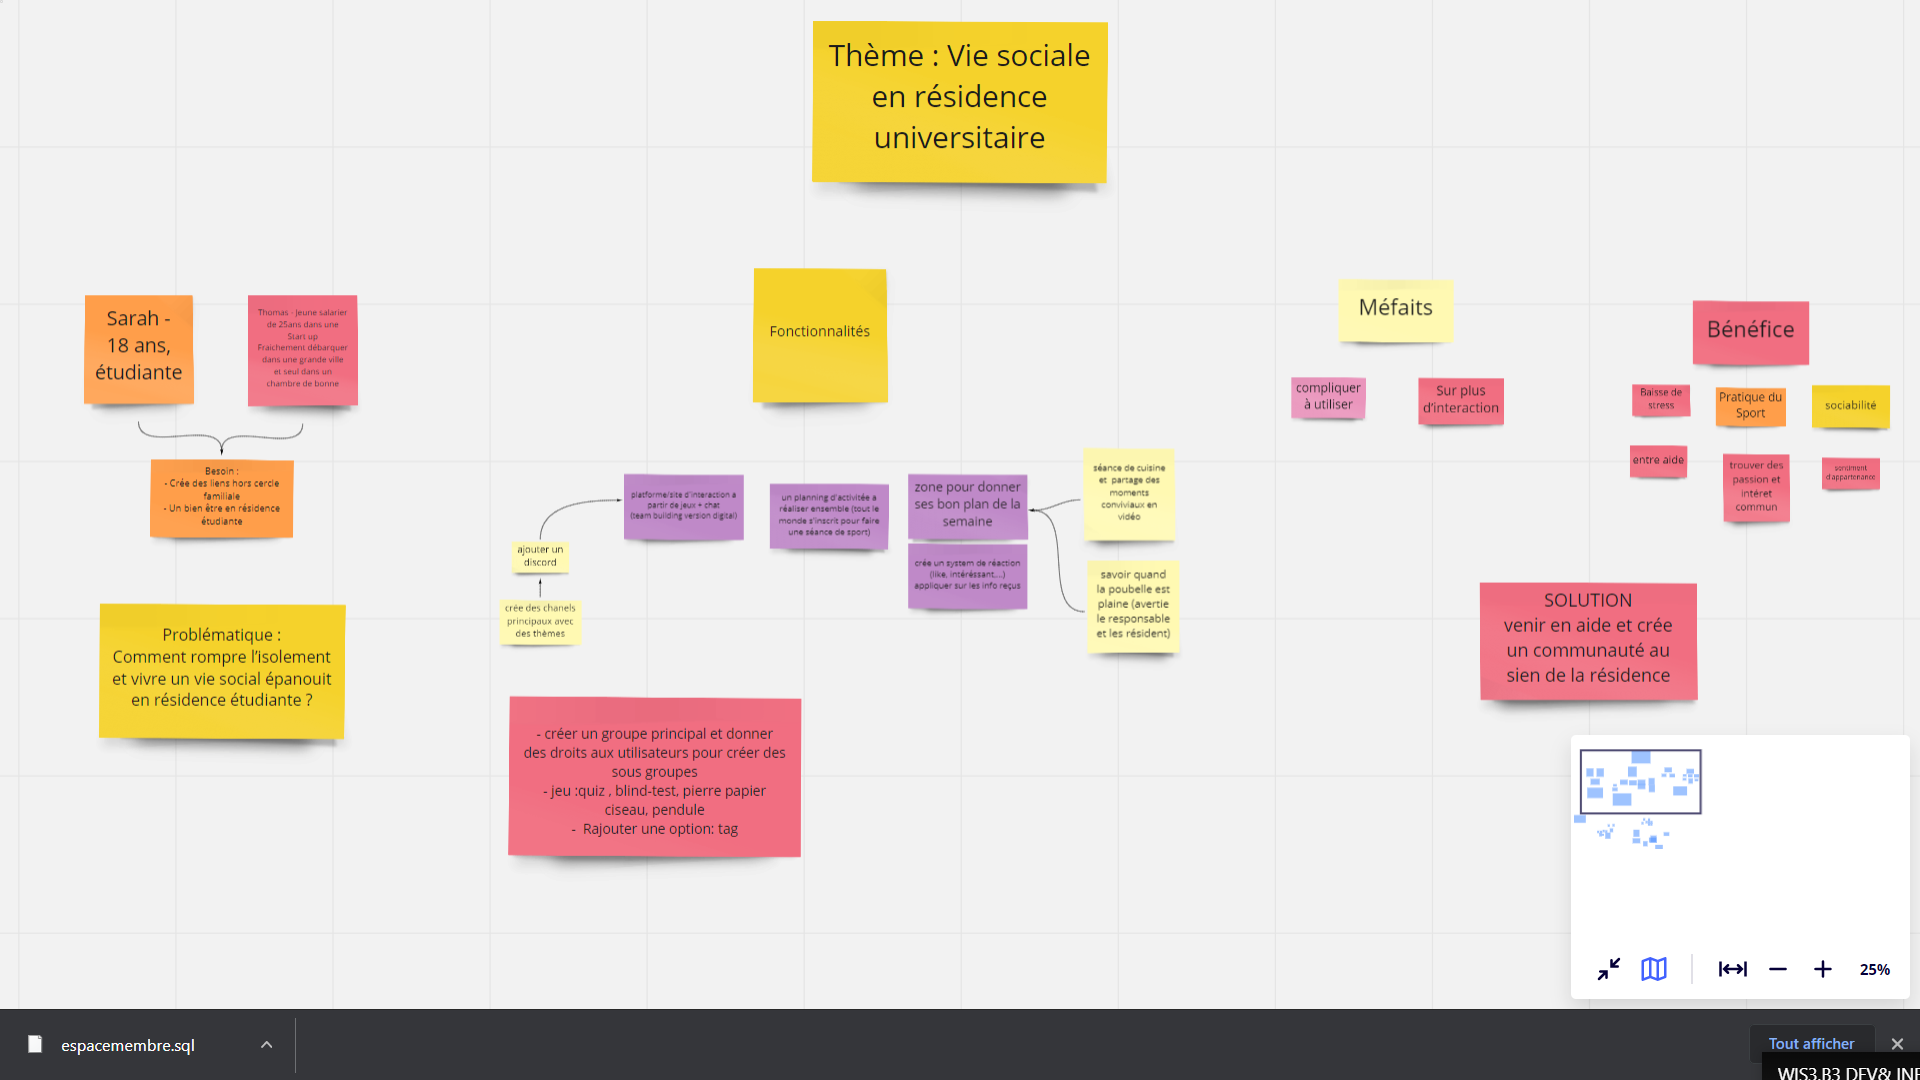 Thème : Vie sociale
en résidence
universitaire
Sarah -
18 ans,
étudiante
Thomas - Jeune salarier
de 25ans dans une
Start up
Fraichement débarquer
dans une grande ville
et seul dans un
chambre de bonne
Besoin :
- Crée des liens hors cercle
familiale
- Un bien être en résidence
étudiante
Problématique :
Comment rompre l'isolement
et vivre un vie social épanouit
en résidence étudiante ?
Fonctionnalités
platforme/site d'interaction a
partir de jeux + chat
(team building version digital)
un planning d'activitée a
réaliser ensemble (tout le
monde s'inscrit pour faire
une séance de sport)
zone pour donner
ses bon plan de la
semaine
crée un system de réaction
(like, intéréssant....)
appliquer sur les info reçus
séance de cuisine
et partage des
moments
conviviaux en
vidéo
savoir quand
la poubelle est
plaine (avertie
le responsable
et les résident)
ajouter un
discord
crée des chanels
principaux avec
des thèmes
- créer un groupe principal et donner
des droits aux utilisateurs pour créer des
sous groupes
- jeu :quiz , blind-test, pierre papier
ciseau, pendule
- Rajouter une option: tag
Méfaits
compliquer
à utiliser
Sur plus
d'interaction
Bénéfice
Baisse de
stress
Pratique du
Sport
sociabilité
entre aide
trouver des
passion et
intéret
commun
sentiment
d'appartenance
SOLUTION
venir en aide et crée
un communauté au
sien de la résidence
25%
espacemembre.sql
Tout afficher
WIS3.B3 DEV& INF